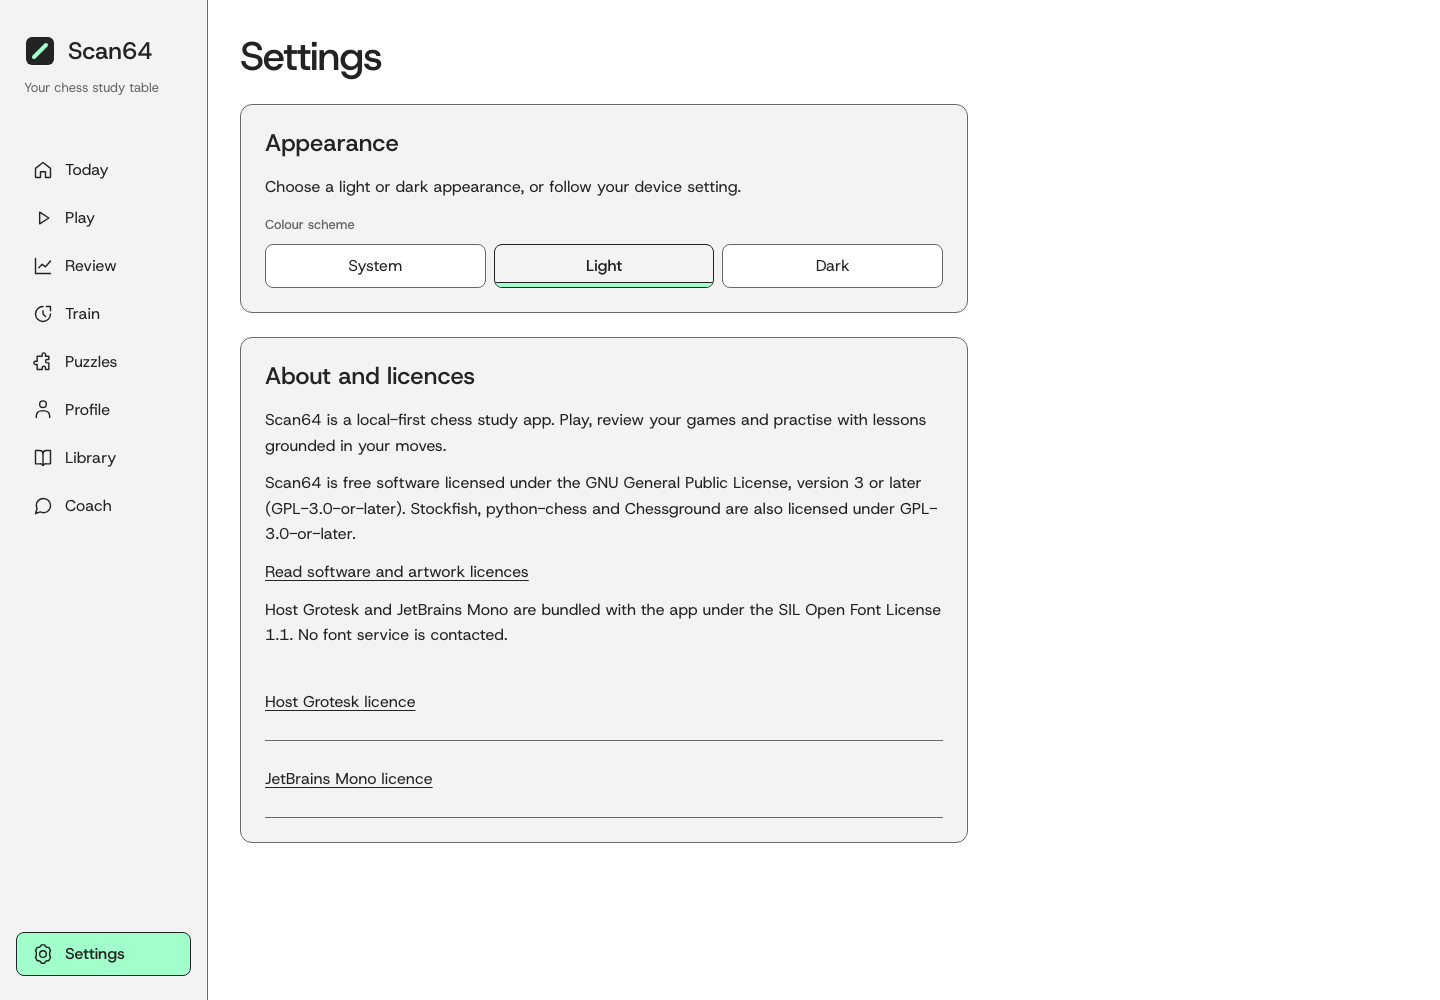 Scan64
Your chess study table
Today
Play
Review
Train
Puzzles
Profile
Library
Coach
Settings
Settings
Appearance
Choose a light or dark appearance, or follow your device setting.
Colour scheme
System
Light
Dark
About and licences
Scan64 is a local-first chess study app. Play, review your games and practise with lessons
grounded in your moves.
Scan64 is free software licensed under the GNU General Public License, version 3 or later
(GPL-3.0-or-later). Stockfish, python-chess and Chessground are also licensed under GPL-
3.0-or-later.
Read software and artwork licences
Host Grotesk and JetBrains Mono are bundled with the app under the SIL Open Font License
1.1. No font service is contacted.
Host Grotesk licence
JetBrains Mono licence